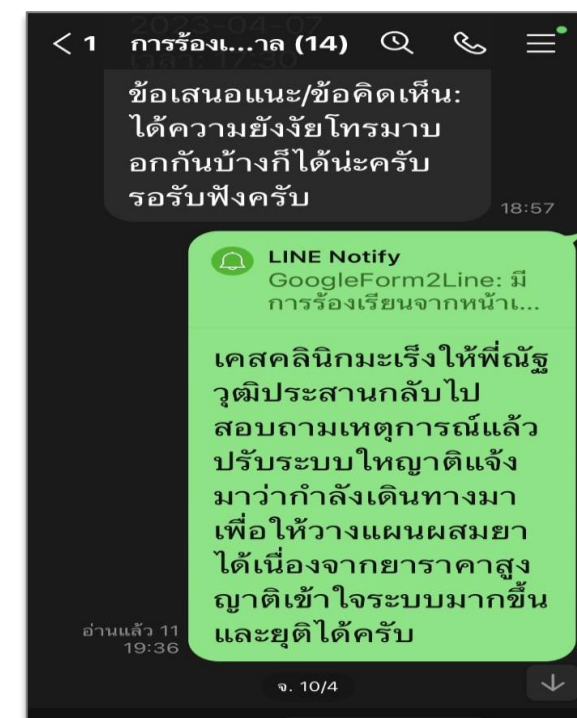 2023-04-07
< 1 การร้องเ...าล (14)
เวลา: 17:30
ข้อเสนอแนะ/ข้อคิดเห็น:
ได้ความยังงัยโทรมาบ
อกกันบ้างก็ได้น่ะครับ
รอรับฟังครับ
18:57
LINE Notify
GoogleForm2Line: มี
การร้องเรียนจากหน้าเ...
เคสคลินิกมะเร็งให้พี่ณัฐ
วุฒิประสานกลับไป
สอบถามเหตุการณ์แล้ว
ปรับระบบใหญาติแจ้ง
มาว่ากำลังเดินทางมา
เพื่อให้วางแผนผสมยา
ได้เนื่องจากยาราคาสูง
ญาติเข้าใจระบบมากขึ้น
และยุติได้ครับ
อ่านแล้ว 11
19:36
จ. 10/4